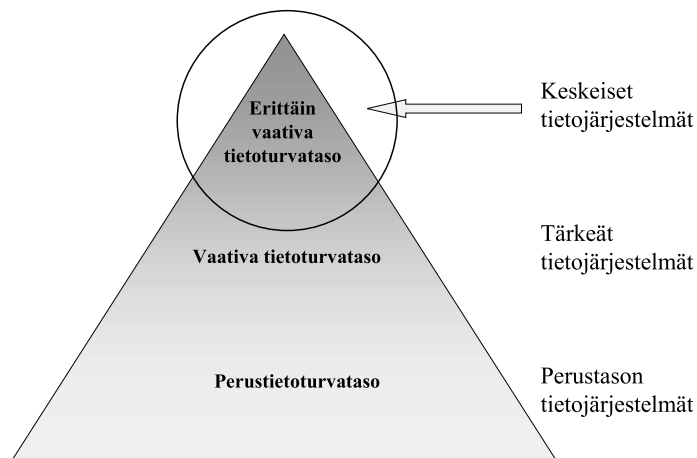 Erittäin
vaativa
tietoturvataso
Keskeiset
tietojärjestelmät
Vaativa tietoturvataso
Tärkeät
tietojärjestelmät
Perustietoturvataso
Perustason
tietojärjestelmät